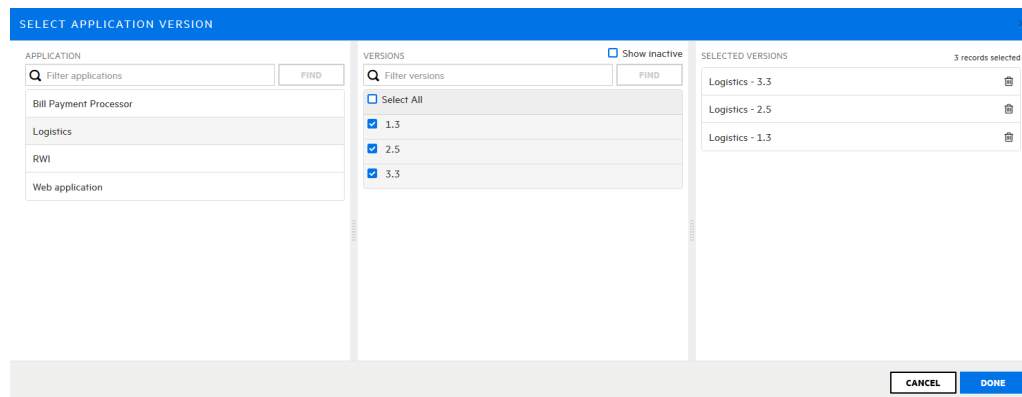 SELECT APPLICATION VERSION
APPLICATION
Filter applications
FIND
Bill Payment Processor
Logistics
RWI
Web application
VERSIONS
Show inactive
Filter versions
FIND
Select All
1.3
2.5
3.3
SELECTED VERSIONS
3 records selected
Logistics - 3.3
Logistics - 2.5
Logistics - 1.3
CANCEL
DONE